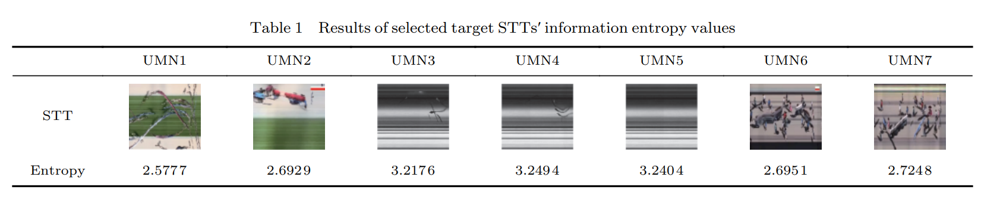 Table 1 Results of selected target STTs′ information entropy values
UMN1 UMN2 UMN3 UMN4 UMN5 UMN6 UMN7
STT
Entropy 2.5777 2.6929 3.2176 3.2494 3.2404 2.6951 2.7248